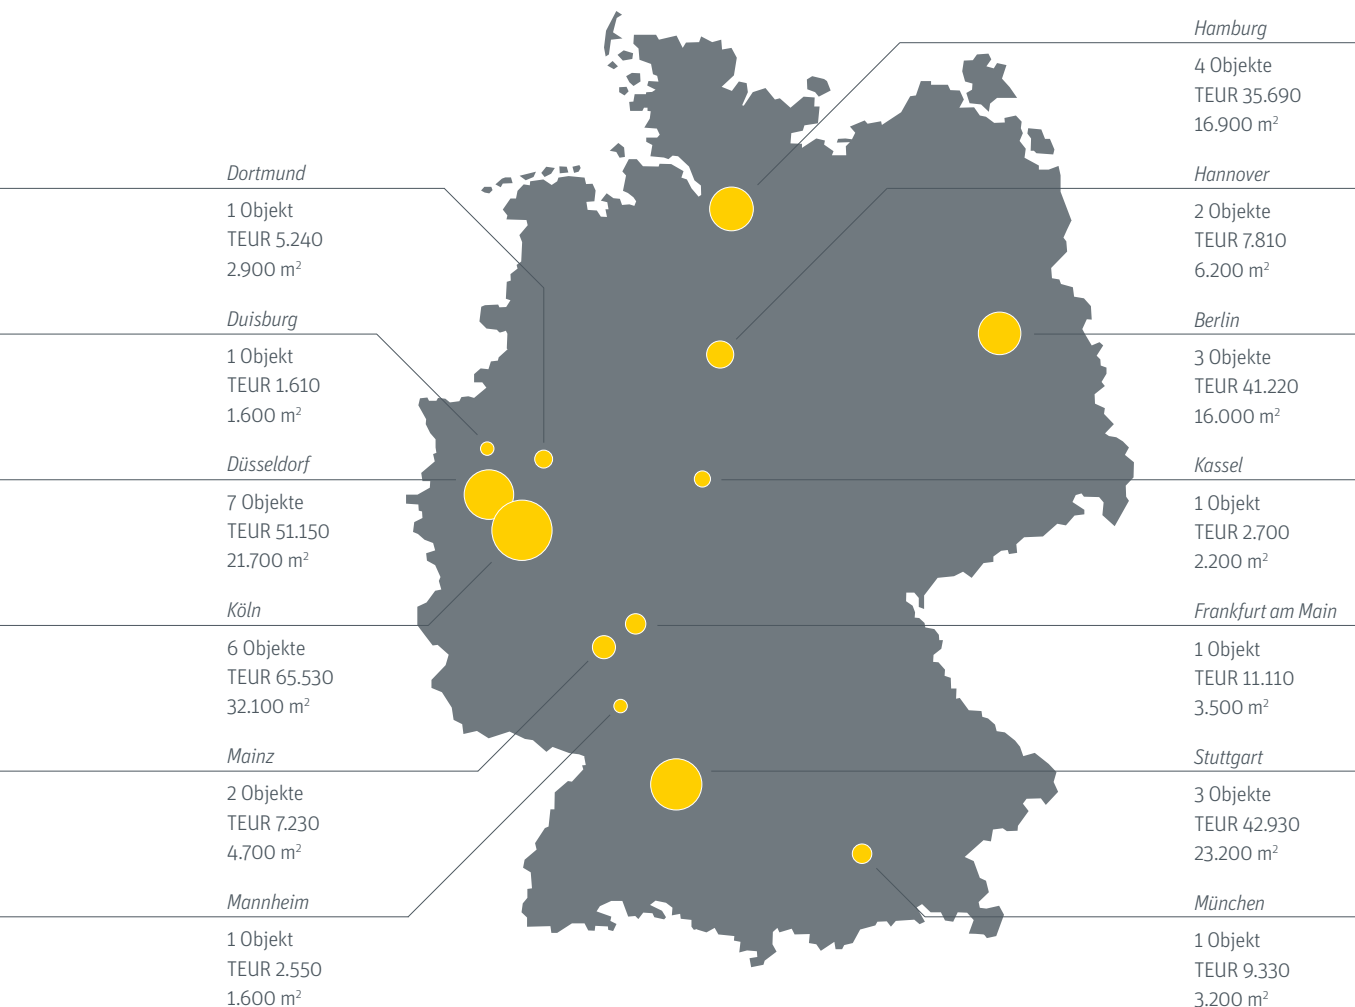 Dortmund
1 Objekt
TEUR 5.240
2.900 m²
Duisburg
1 Objekt
TEUR 1.610
1.600 m²
Düsseldorf
7 Objekte
TEUR 51.150
21.700 m²
Köln
6 Objekte
TEUR 65.530
32.100 m²
Mainz
2 Objekte
TEUR 7.230
4.700 m²
Mannheim
1 Objekt
TEUR 2.550
1.600 m²
Hamburg
4 Objekte
TEUR 35.690
16.900 m²
Hannover
2 Objekte
TEUR 7.810
6.200 m²
Berlin
3 Objekte
TEUR 41.220
16.000 m²
Kassel
1 Objekt
TEUR 2.700
2.200 m²
Frankfurt am Main
1 Objekt
TEUR 11.110
3.500 m²
Stuttgart
3 Objekte
TEUR 42.930
23.200 m²
München
1 Objekt
TEUR 9.330
3.200 m²